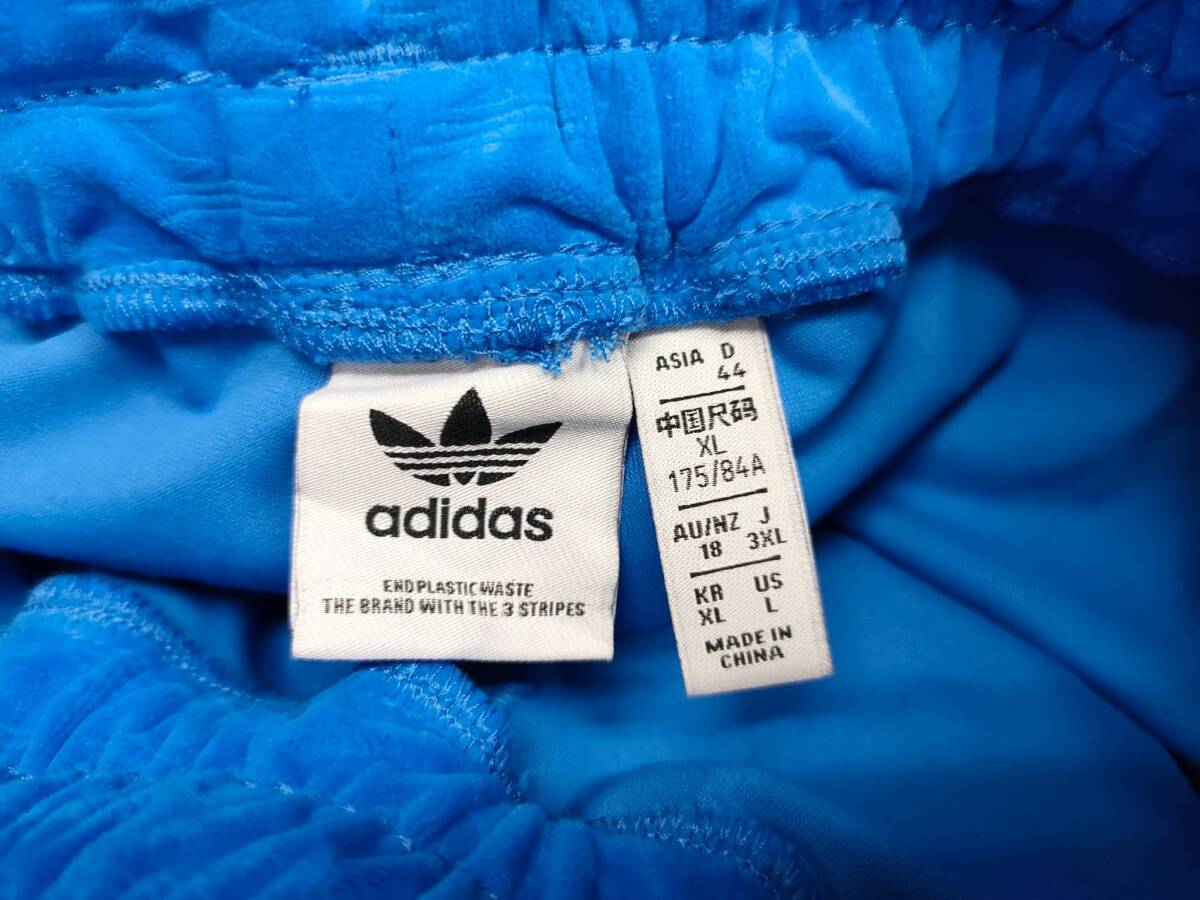 adidas
END PLASTIC WASTE
THE BRAND WITH THE 3 STRIPES
ASIA D
44
中国尺码
XL
175/84A
AU/NZ J
18 3XL
KR US
XL L
MADE IN
CHINA